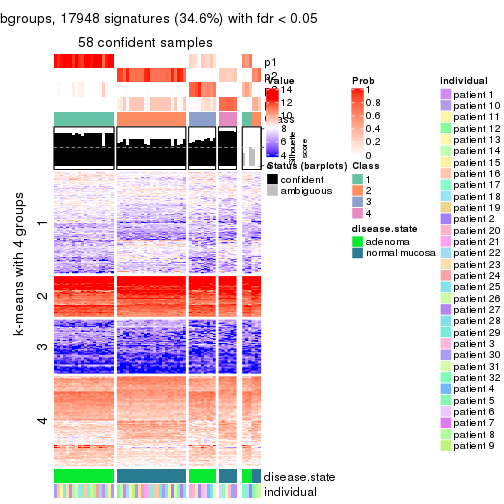 bgroups, 17948 signatures (34.6%) with fdr < 0.05
58 confident samples
p1
p2
Value
14
12
10
8
6
4
Prob
1
0.8
0.6
0.4
0.2
0
individual
patient 1
patient 10
patient 11
patient 12
patient 13
patient 14
patient 15
patient 16
patient 17
patient 18
patient 19
patient 2
patient 20
patient 21
patient 22
patient 23
patient 24
patient 25
patient 26
patient 27
patient 28
patient 29
patient 3
patient 30
patient 31
patient 32
patient 4
patient 5
patient 6
patient 7
patient 8
patient 9
silhouette
score
Status (barplots)
confident
ambiguous
Class
1
2
3
4
disease.state
adenoma
normal mucosa
k-means with 4 groups
1
2
3
4
disease.state
individual